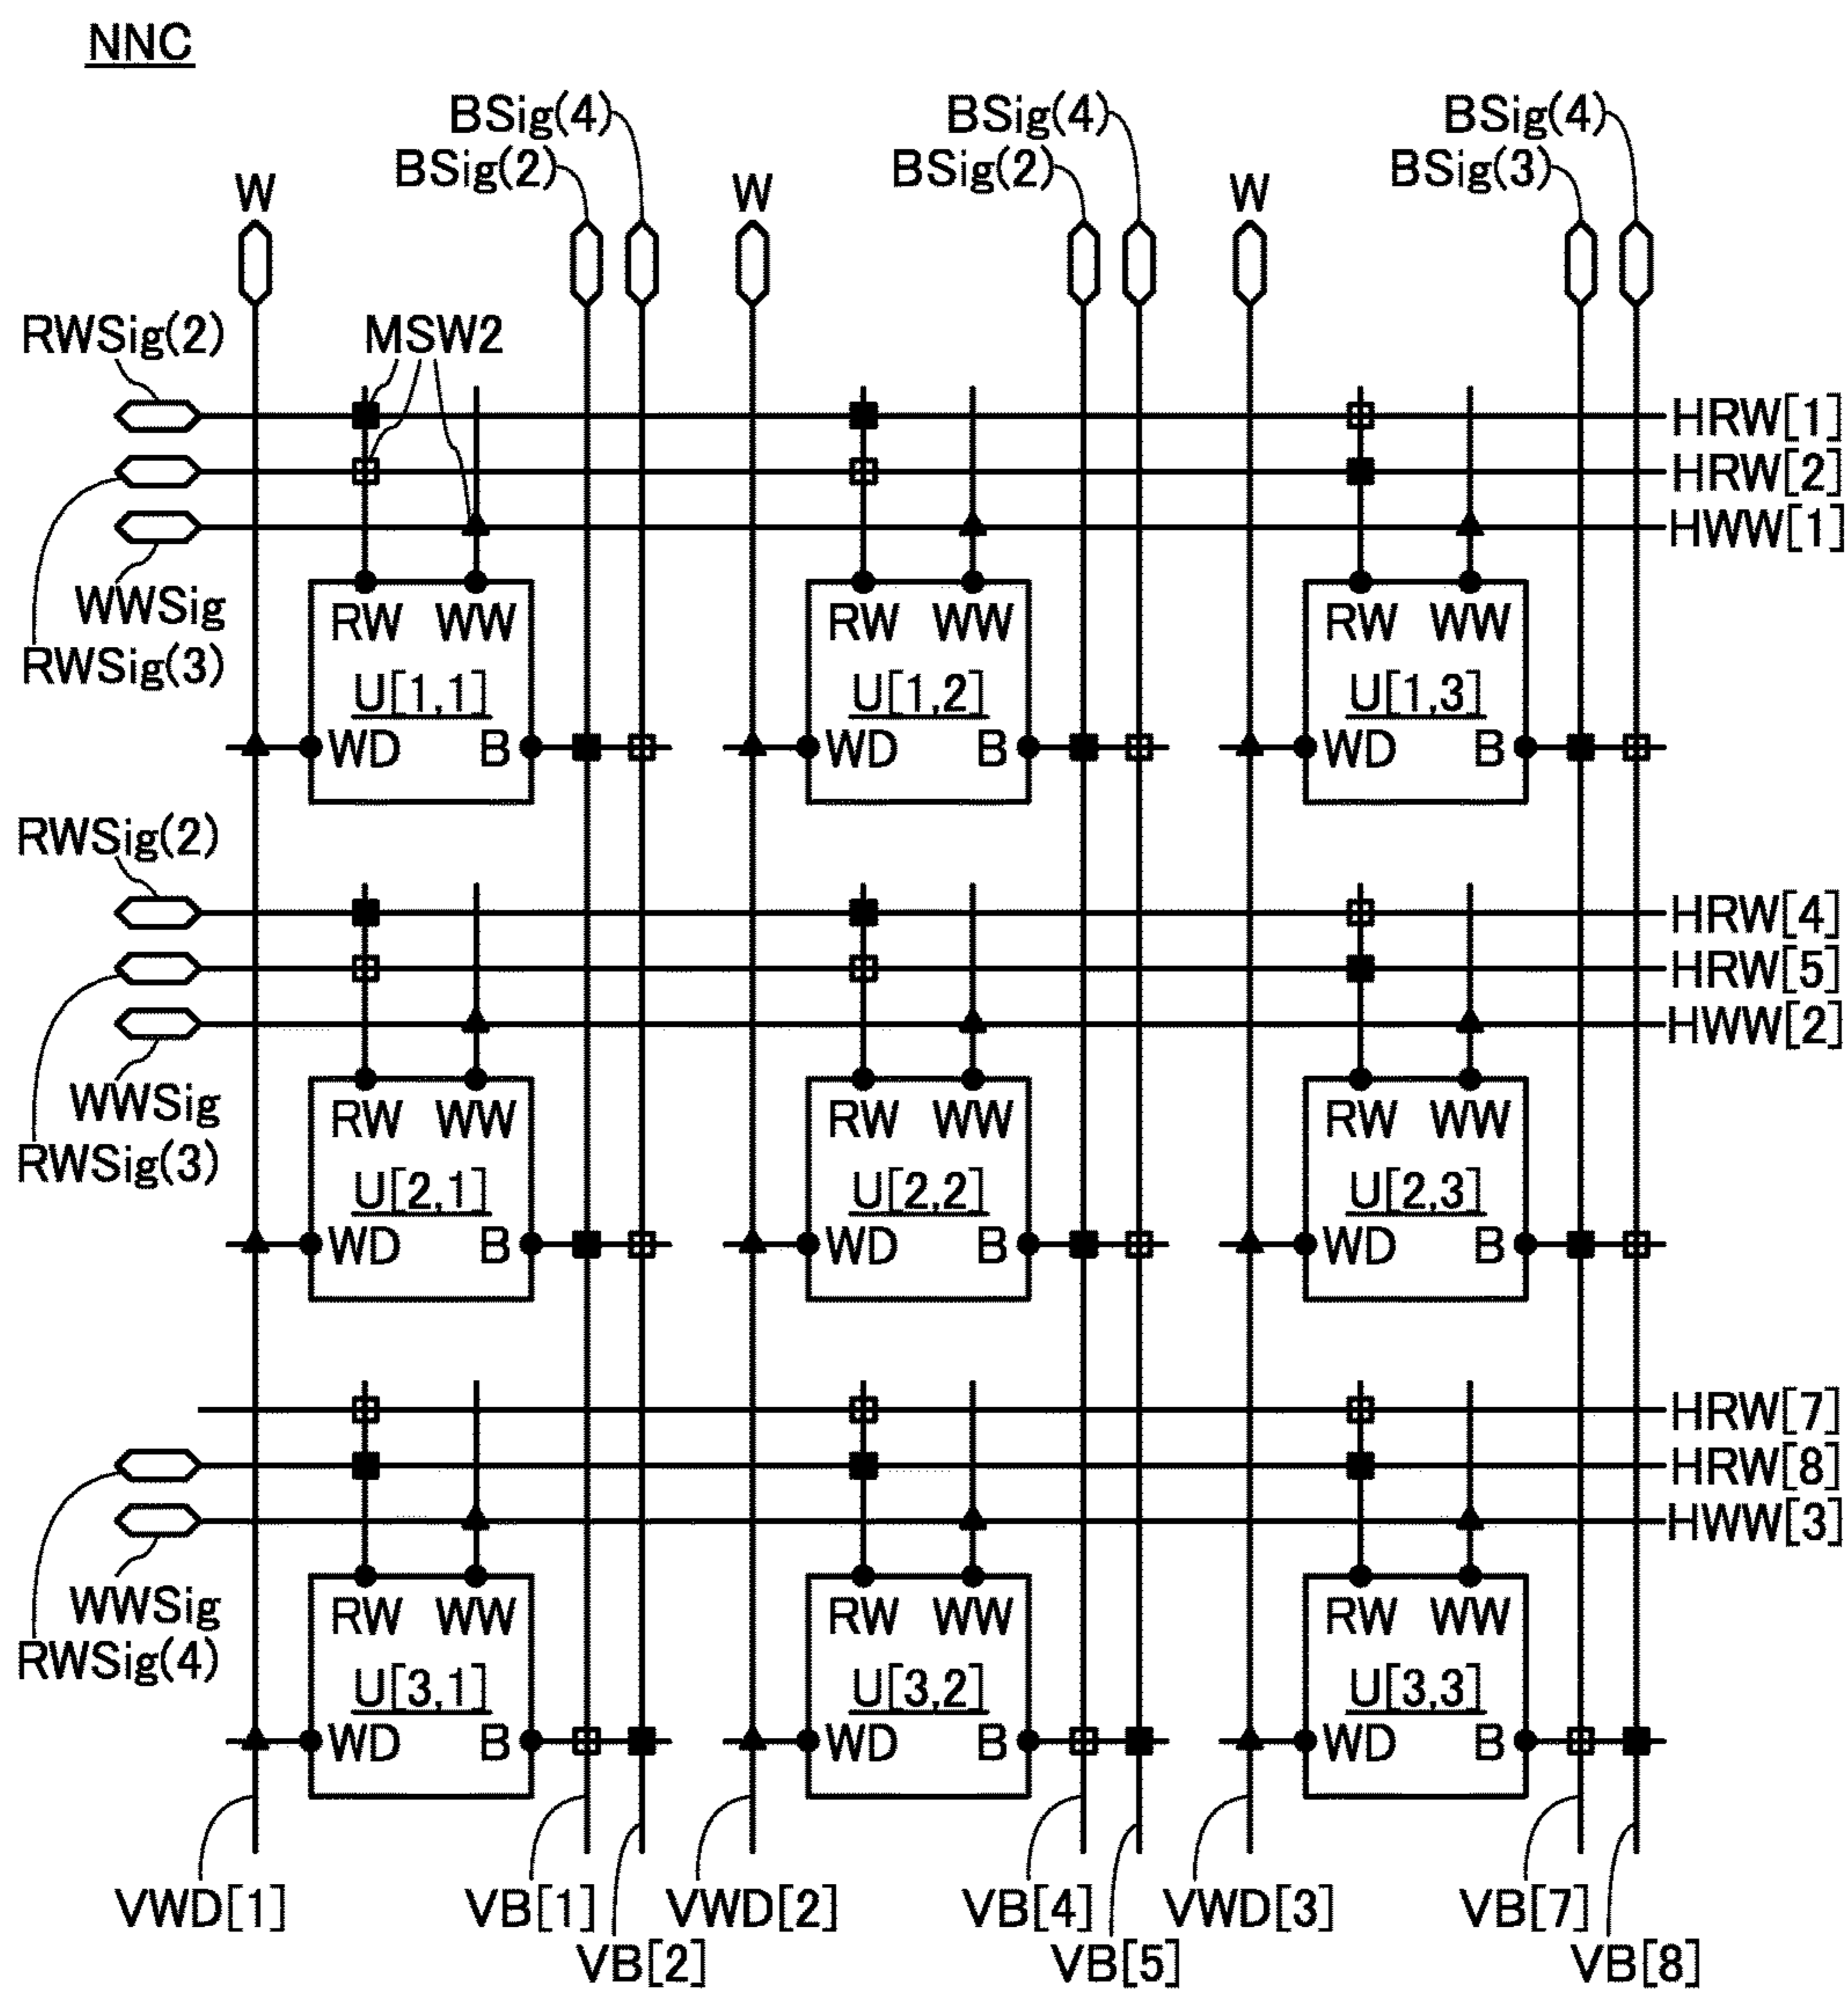 NNC
BSig(4) BSig(4) BSig(4)
BSig(2) BSig(2) BSig(3)
W W W
RWSig(2) MSW2
HRW[1]
HRW[2]
HWW[1]
WWSig
RWSig(3)
RW WW RW WW RW WW
U[1,1] U[1,2] U[1,3]
WD B WD B WD B
RWSig(2)
HRW[4]
HRW[5]
HWW[2]
WWSig
RWSig(3)
RW WW RW WW RW WW
U[2,1] U[2,2] U[2,3]
WD B WD B WD B
HRW[7]
HRW[8]
HWW[3]
WWSig
RWSig(4)
RW WW RW WW RW WW
U[3,1] U[3,2] U[3,3]
WD B WD B WD B
VWD[1] VB[1] VWD[2] VB[4] VWD[3] VB[7]
VB[2] VB[5] VB[8]